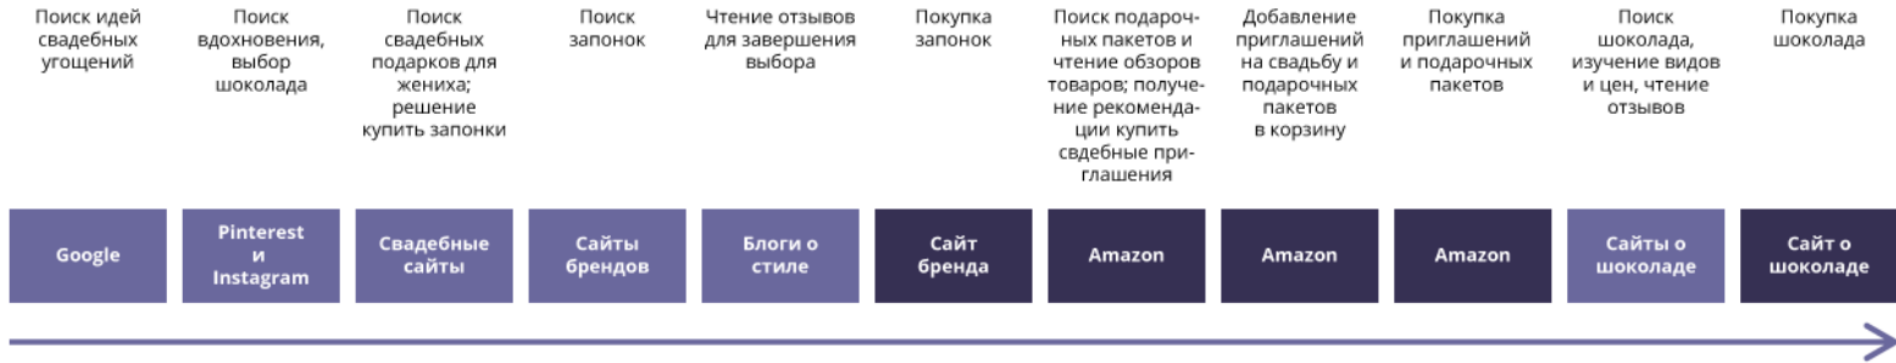 Поиск идей
свадебных
угощений
Поиск
вдохновения,
выбор
шоколада
Поиск
свадебных
подарков для
жениха;
решение
купить запонки
Поиск
запонок
Чтение отзывов
для завершения
выбора
Покупка
запонок
Поиск подароч-
ных пакетов и
чтение обзоров
товаров; получе-
ние рекоменда-
ции купить
свдебные при-
глашения
Добавление
приглашений
на свадьбу и
подарочных
пакетов
в корзину
Покупка
приглашений
и подарочных
пакетов
Поиск
шоколада,
изучение видов
и цен, чтение
отзывов
Покупка
шоколада
Google
Pinterest
и
Instagram
Свадебные
сайты
Сайты
брендов
Блоги о
стиле
Сайт
бренда
Amazon
Amazon
Amazon
Сайты о
шоколаде
Сайт о
шоколаде